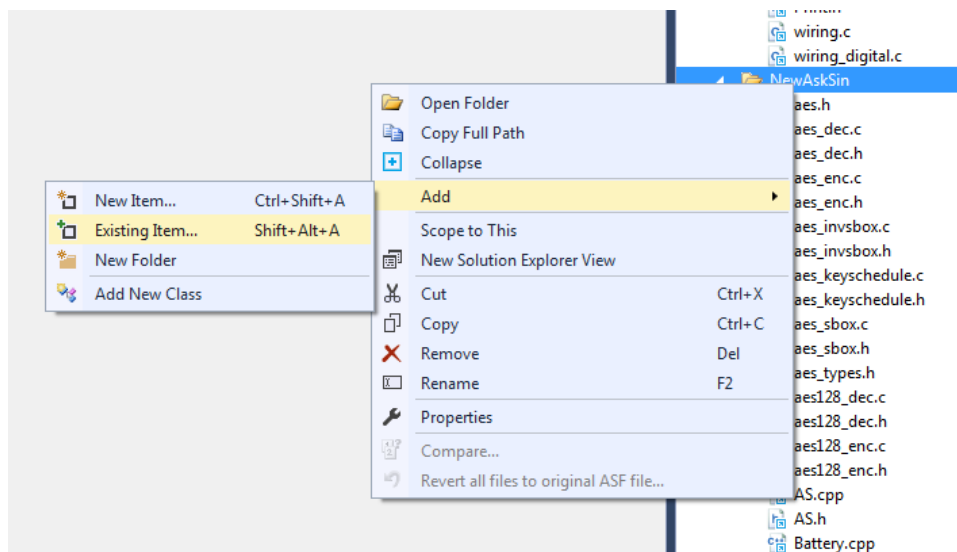 wiring.c
wiring_digital.c
NewAskSin
Open Folder
Copy Full Path
Collapse
Add
Scope to This
New Solution Explorer View
Cut Ctrl+X
Copy Ctrl+C
Remove Del
Rename F2
Properties
Compare...
Revert all files to original ASF file...
New Item... Ctrl+Shift+A
Existing Item... Shift+Alt+A
New Folder
Add New Class
aes.h
aes_dec.c
aes_dec.h
aes_enc.c
aes_enc.h
aes_invsbox.c
aes_invsbox.h
aes_keyschedule.c
aes_keyschedule.h
aes_sbox.c
aes_sbox.h
aes_types.h
aes128_dec.c
aes128_dec.h
aes128_enc.c
aes128_enc.h
AS.cpp
AS.h
Battery.cpp